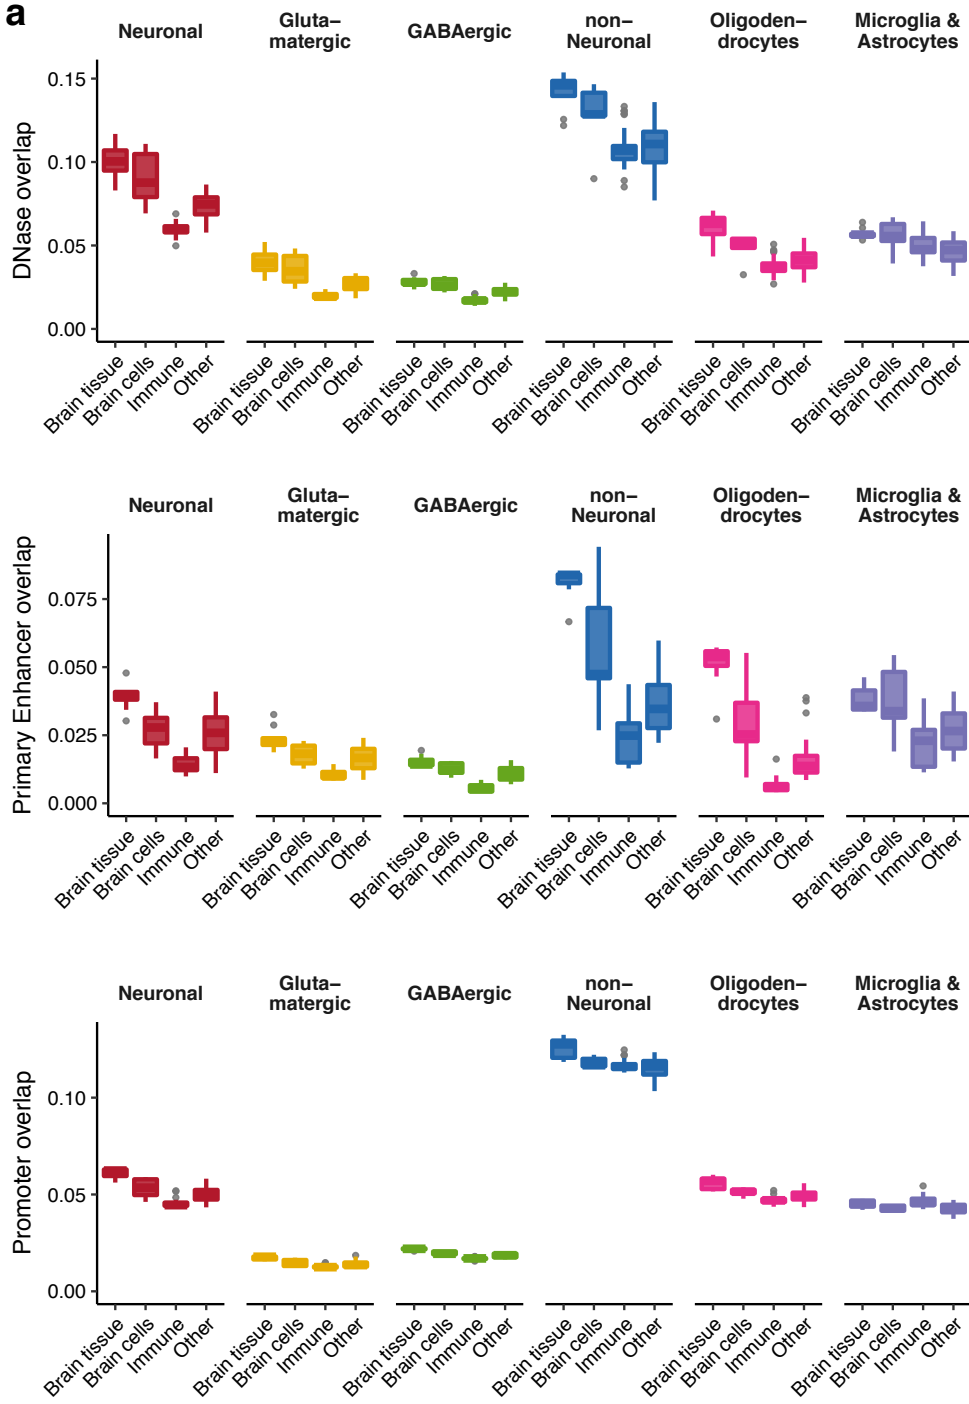 a
Neuronal
Gluta–
matergic
GABAergic
non–
Neuronal
Oligoden–
drocytes
Microglia &
Astrocytes
DNase overlap
0.15
0.10
0.05
0.00
Brain tissue
Brain cells
Immune
Other
Brain tissue
Brain cells
Immune
Other
Brain tissue
Brain cells
Immune
Other
Brain tissue
Brain cells
Immune
Other
Brain tissue
Brain cells
Immune
Other
Brain tissue
Brain cells
Immune
Other
Neuronal
Gluta–
matergic
GABAergic
non–
Neuronal
Oligoden–
drocytes
Microglia &
Astrocytes
Primary Enhancer overlap
0.075
0.050
0.025
0.000
Brain tissue
Brain cells
Immune
Other
Brain tissue
Brain cells
Immune
Other
Brain tissue
Brain cells
Immune
Other
Brain tissue
Brain cells
Immune
Other
Brain tissue
Brain cells
Immune
Other
Brain tissue
Brain cells
Immune
Other
Neuronal
Gluta–
matergic
GABAergic
non–
Neuronal
Oligoden–
drocytes
Microglia &
Astrocytes
Promoter overlap
0.10
0.05
0.00
Brain tissue
Brain cells
Immune
Other
Brain tissue
Brain cells
Immune
Other
Brain tissue
Brain cells
Immune
Other
Brain tissue
Brain cells
Immune
Other
Brain tissue
Brain cells
Immune
Other
Brain tissue
Brain cells
Immune
Other